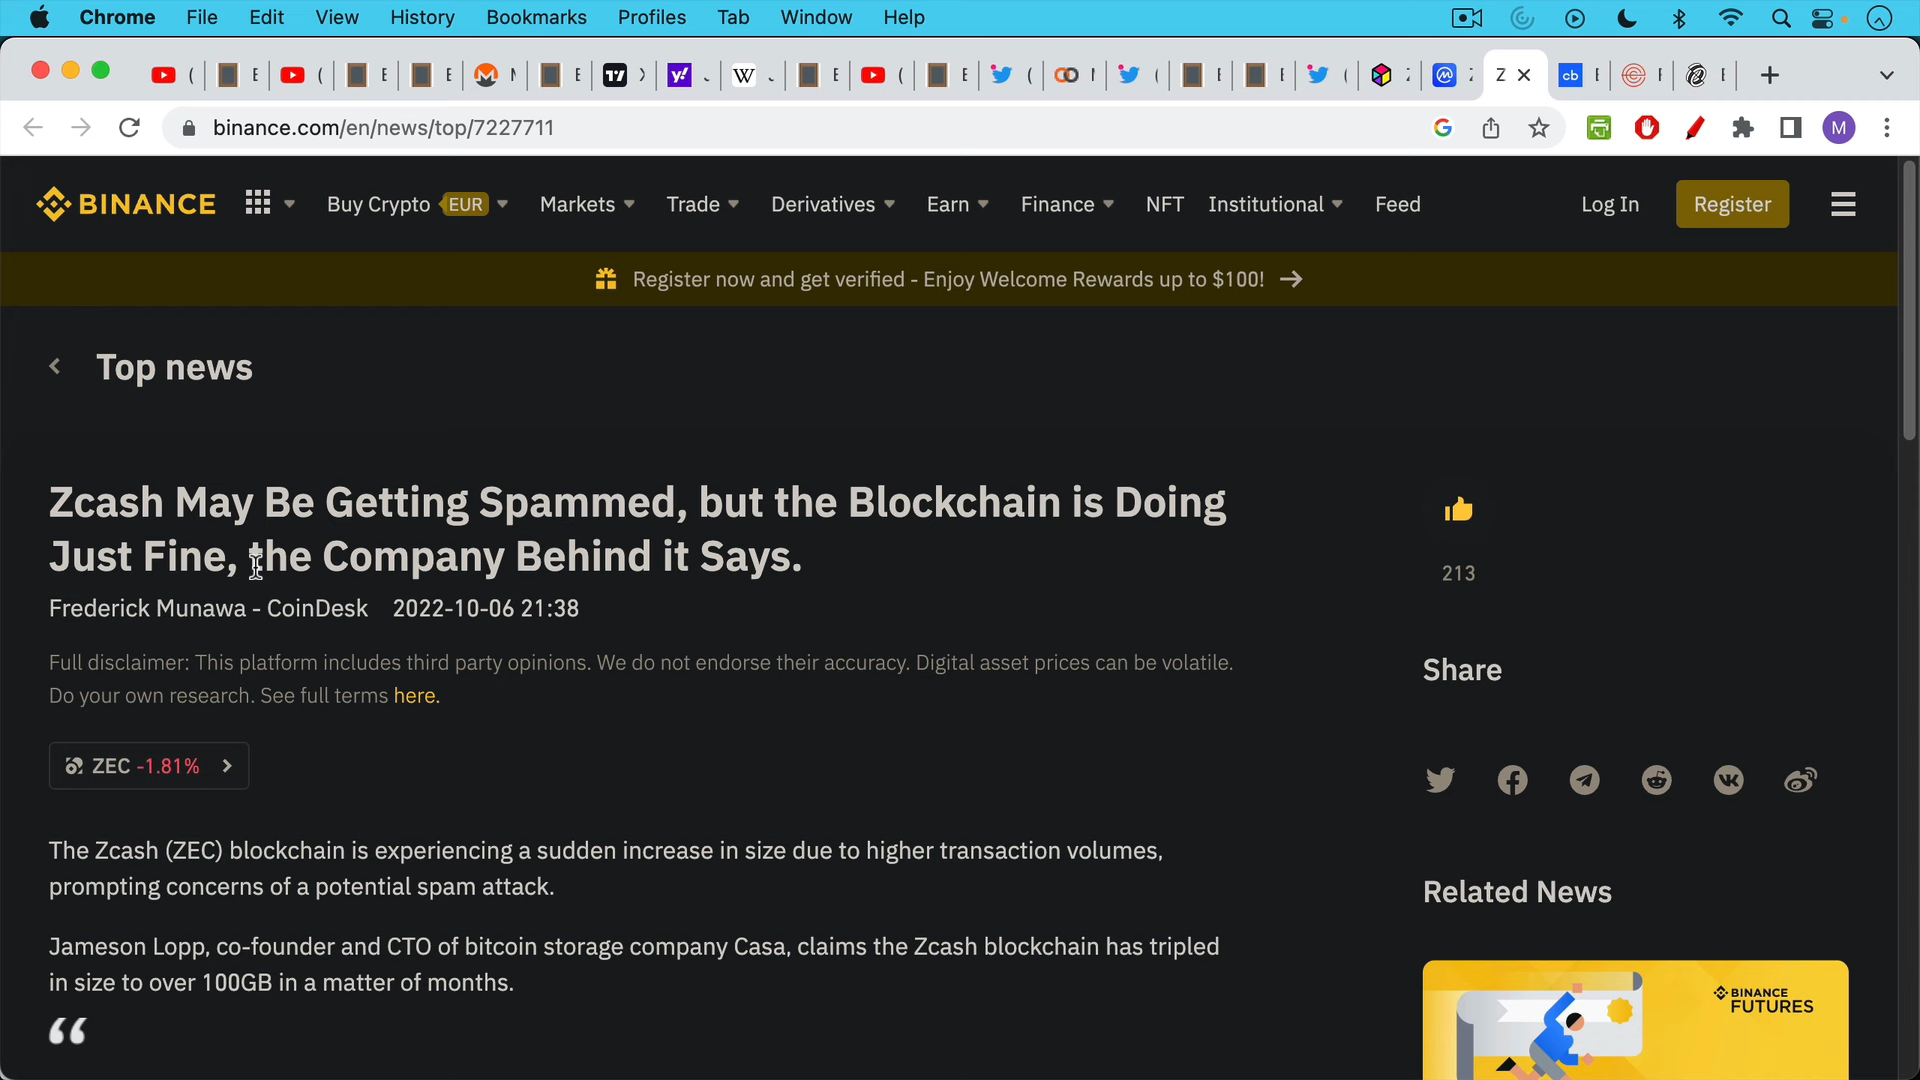 Chrome File Edit View History Bookmarks Profiles Tab Window Help
Z
binance.com/en/news/top/7227711
M
BINANCE Buy Crypto EUR Markets Trade Derivatives Earn Finance NFT Institutional Feed Log In Register
Register now and get verified - Enjoy Welcome Rewards up to $100!
Top news
Zcash May Be Getting Spammed, but the Blockchain is Doing
Just Fine, the Company Behind it Says.
Frederick Munawa - CoinDesk 2022-10-06 21:38
Full disclaimer: This platform includes third party opinions. We do not endorse their accuracy. Digital asset prices can be volatile.
Do your own research. See full terms here.
ZEC -1.81%
The Zcash (ZEC) blockchain is experiencing a sudden increase in size due to higher transaction volumes,
prompting concerns of a potential spam attack.
Jameson Lopp, co-founder and CTO of bitcoin storage company Casa, claims the Zcash blockchain has tripled
in size to over 100GB in a matter of months.
“
213
Share
Related News
BINANCE
FUTURES